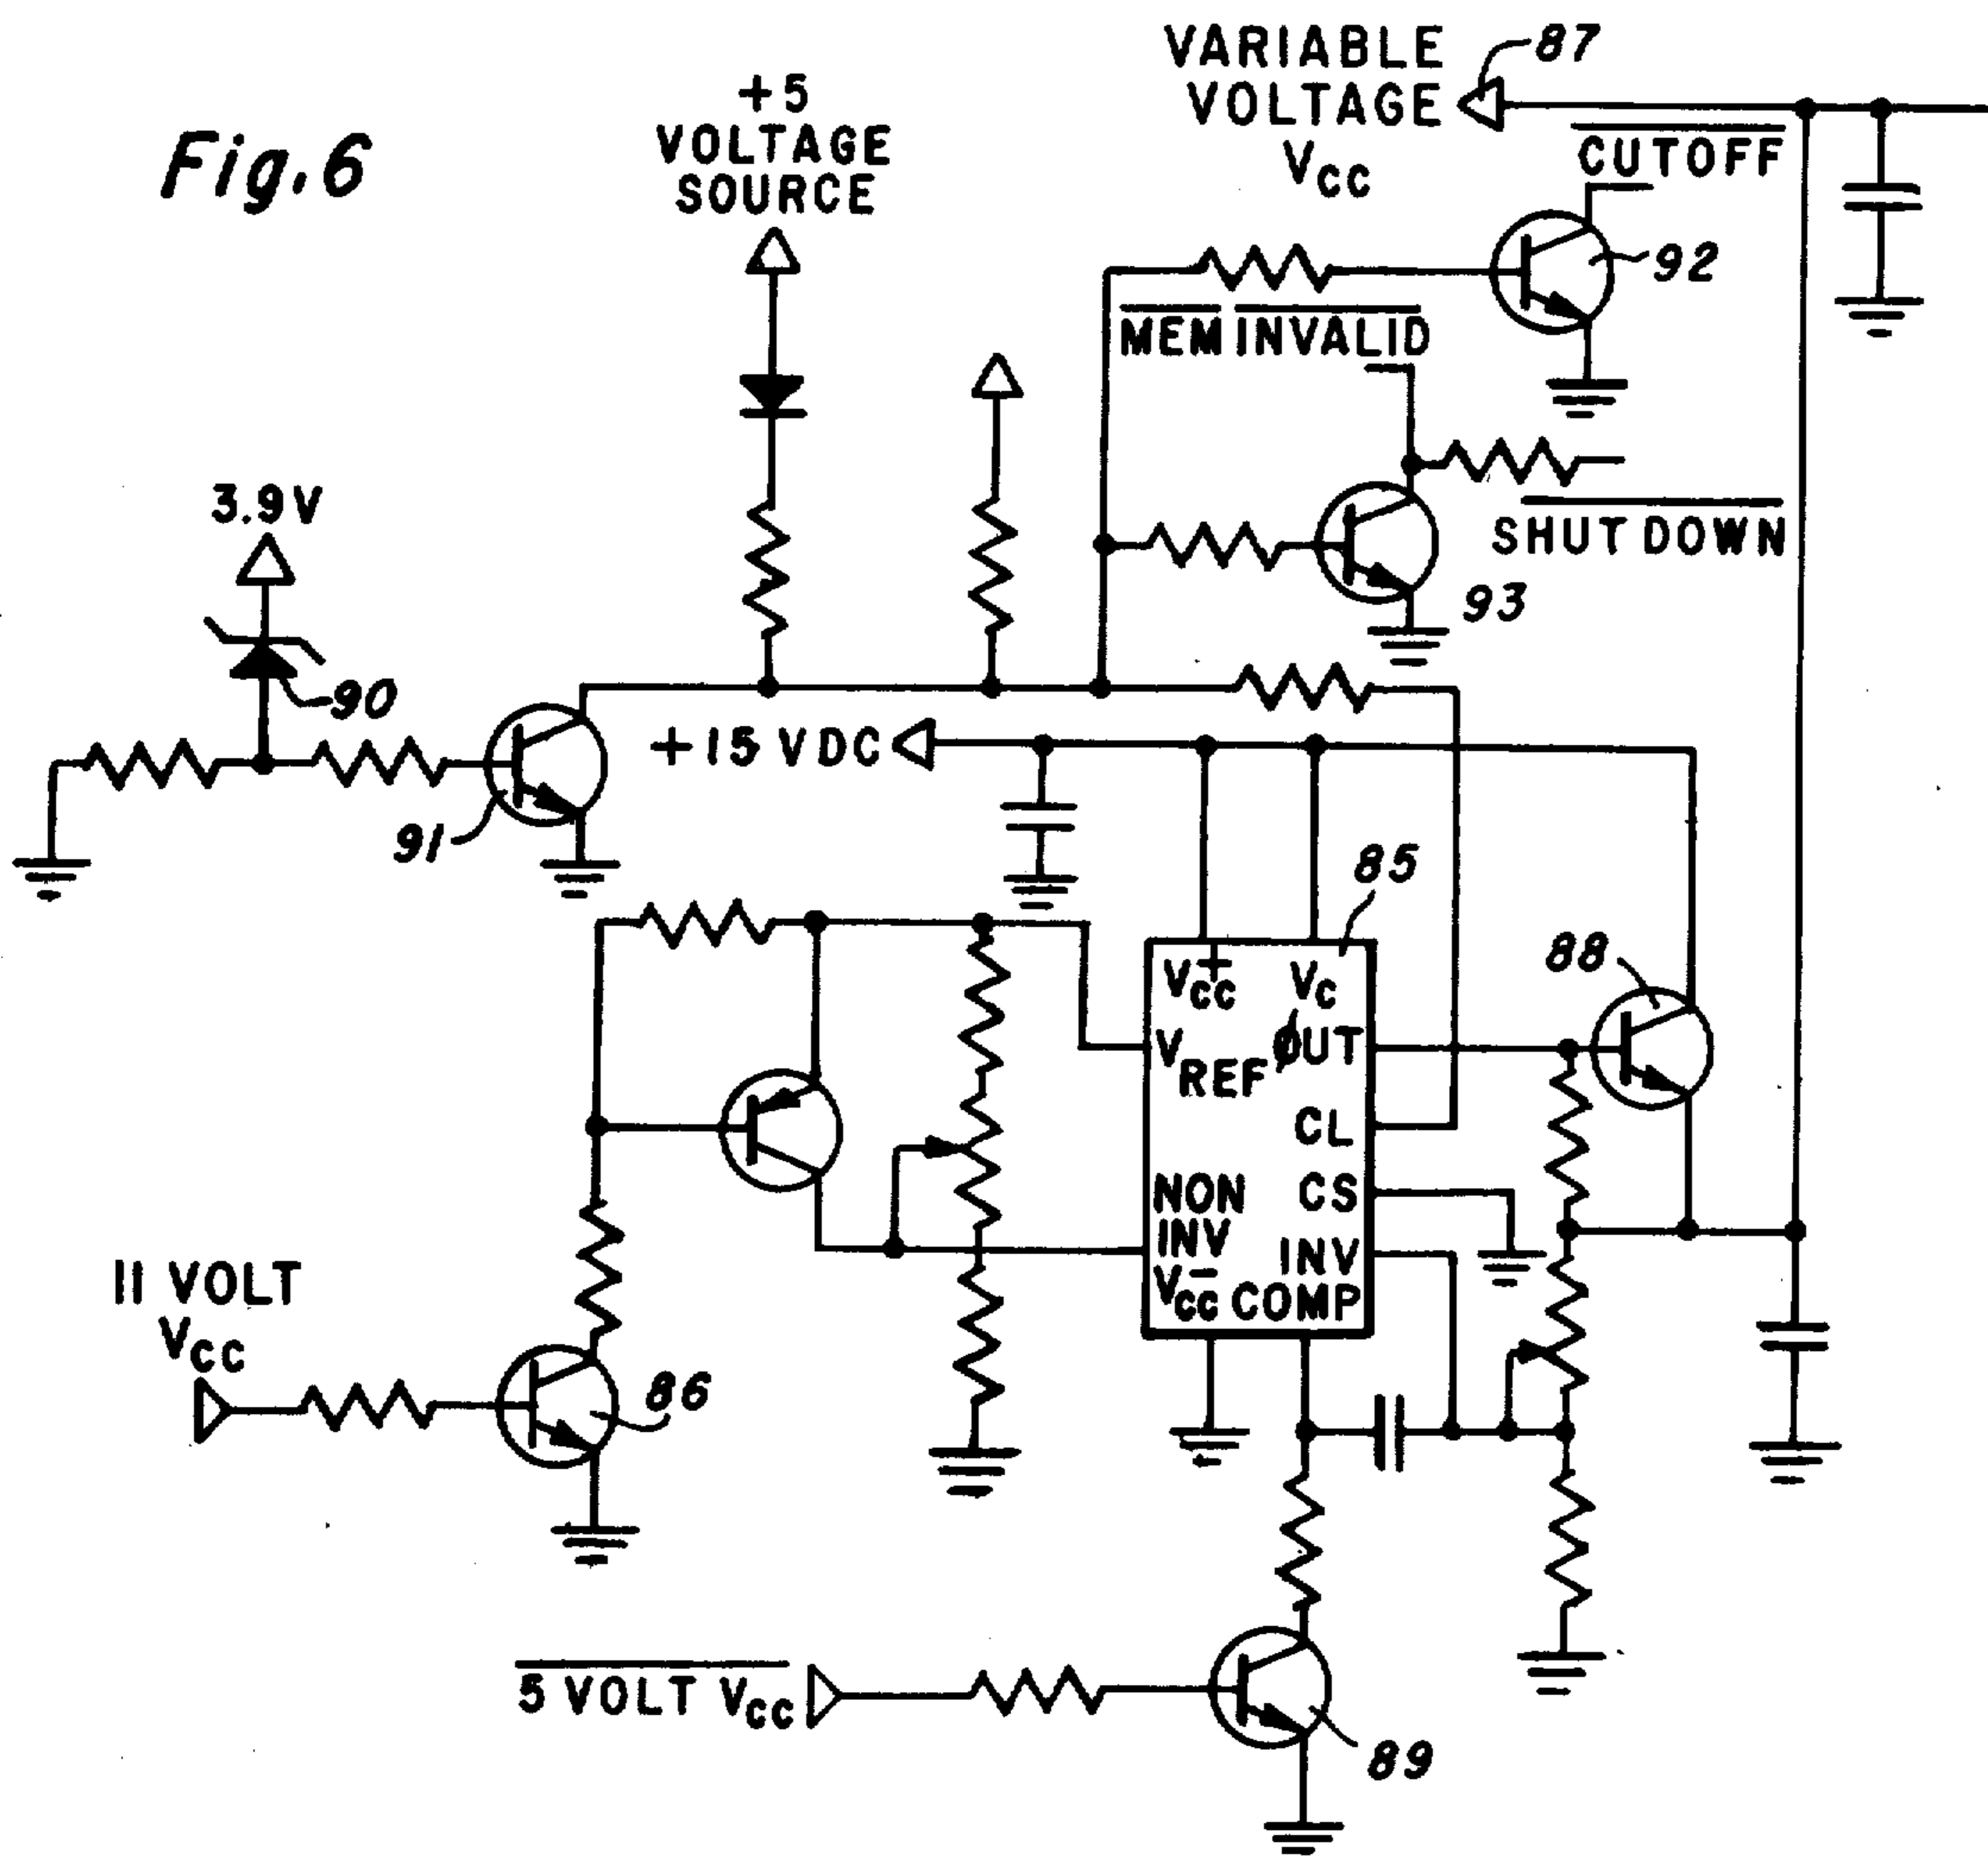 Fig.6
+5
VOLTAGE
SOURCE
VARIABLE
VOLTAGE
VCC
87
CUTOFF
92
MEM INVALID
SHUT DOWN
93
3.9V
90
91
+15 VDC
85
88
VCC+
VC
VREF
OUT
CL
CS
NON
INV
INV
VCC-
COMP
11 VOLT
VCC
86
5 VOLT VCC
89